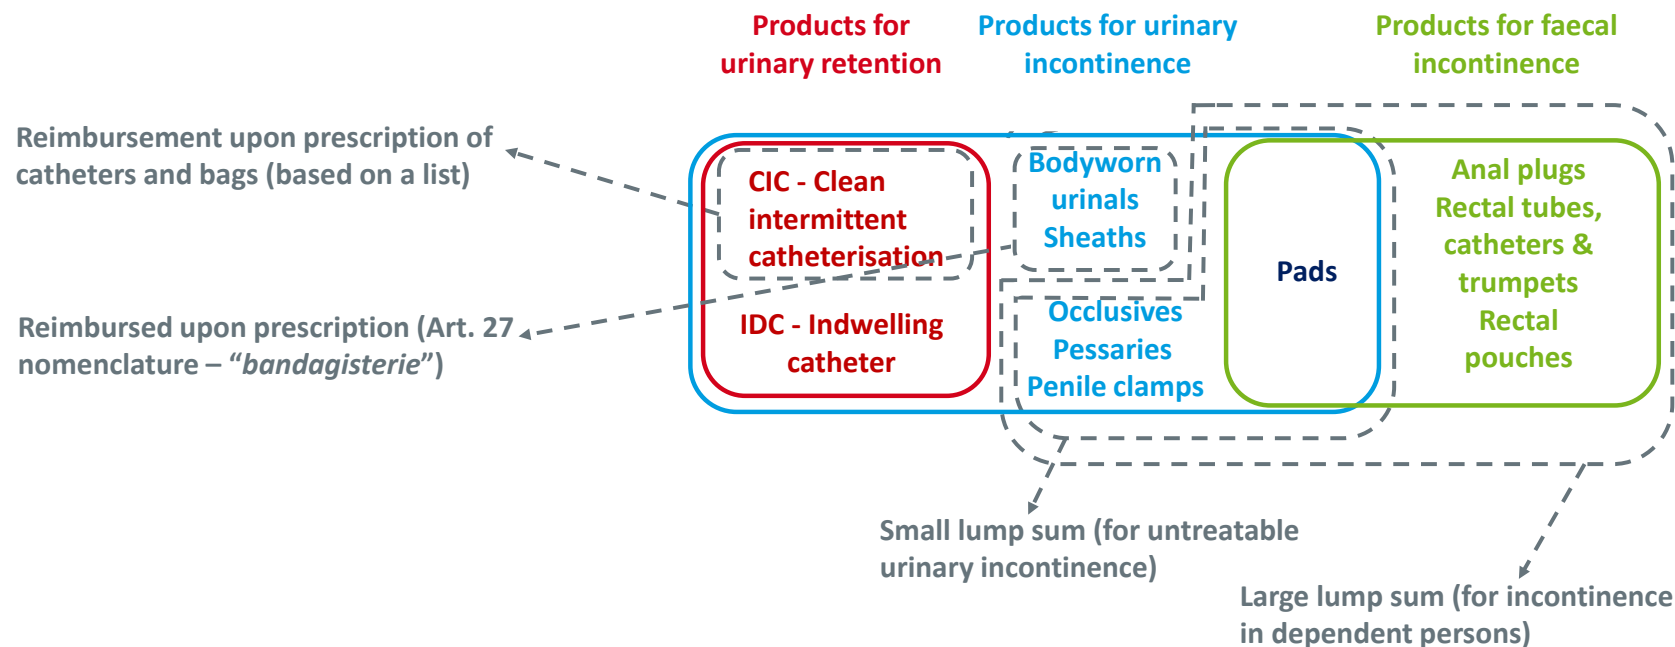 Products for
urinary retention
Products for urinary
incontinence
Products for faecal
incontinence
Reimbursement upon prescription of
catheters and bags (based on a list)
CIC - Clean
intermittent
catheterisation
IDC - Indwelling
catheter
Bodyworn
urinals
Sheaths
Occlusives
Pessaries
Penile clamps
Pads
Anal plugs
Rectal tubes,
catheters &
trumpets
Rectal
pouches
Reimbursed upon prescription (Art. 27
nomenclature – “bandagisterie”)
Small lump sum (for untreatable
urinary incontinence)
Large lump sum (for incontinence
in dependent persons)